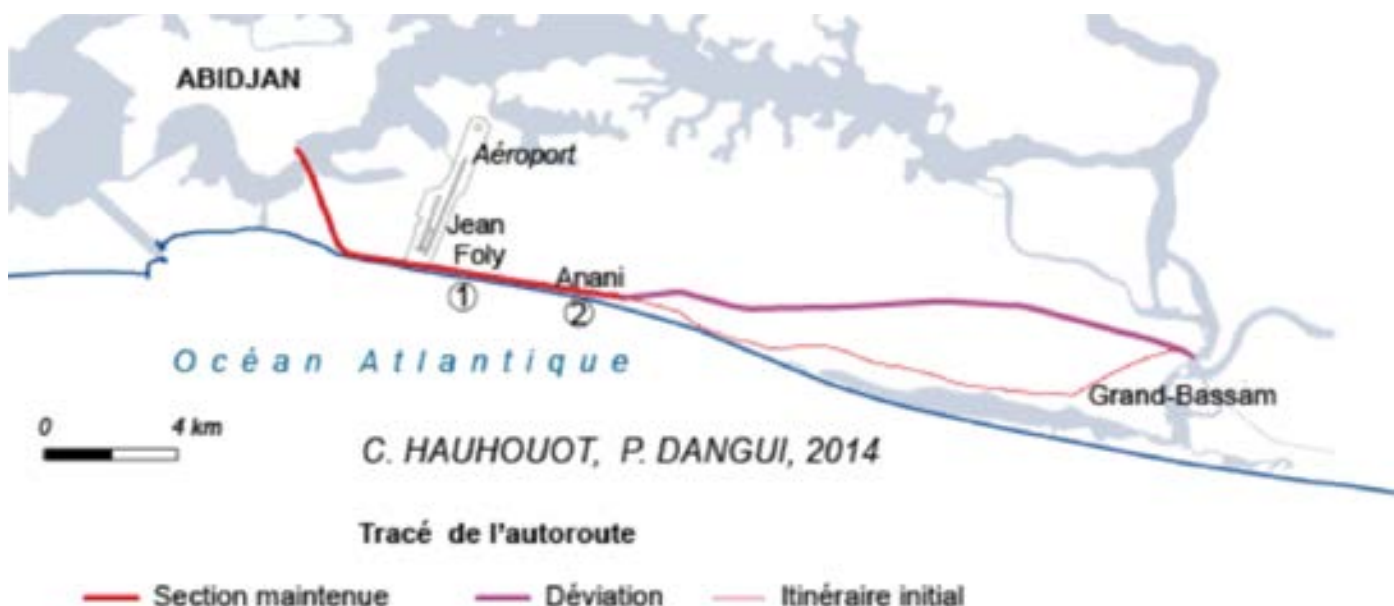 ABIDJAN
Aéroport
Jean
Foly
Anani
1
2
Océan Atlantique
Grand-Bassam
0 4 km
C. HAUHOUOT, P. DANGUI, 2014
Tracé de l'autoroute
Section maintenue Déviation Itinéraire initial